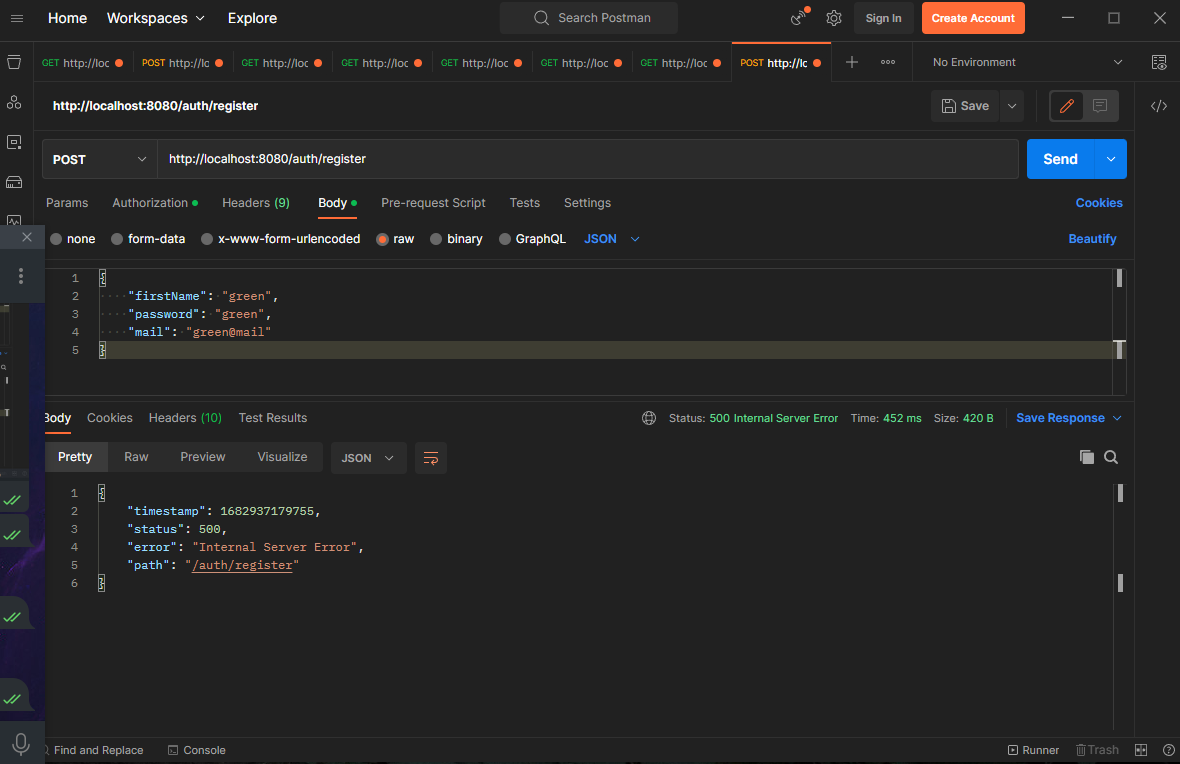 Home Workspaces Explore Search Postman Sign In Create Account
GET http://loc POST http://lc GET http://loc GET http://loc GET http://loc GET http://loc GET http://loc POST http://lc No Environment
http://localhost:8080/auth/register Save
POST http://localhost:8080/auth/register Send
Params Authorization Headers (9) Body Pre-request Script Tests Settings Cookies
none form-data x-www-form-urlencoded raw binary GraphQL JSON Beautify
1 {
2 "firstName": "green",
3 "password": "green",
4 "mail": "green@mail"
5 }
Body Cookies Headers (10) Test Results Status: 500 Internal Server Error Time: 452 ms Size: 420 B Save Response
Pretty Raw Preview Visualize JSON
1 {
2 "timestamp": 1682937179755,
3 "status": 500,
4 "error": "Internal Server Error",
5 "path": "/auth/register"
6 }
Find and Replace Console Runner Trash